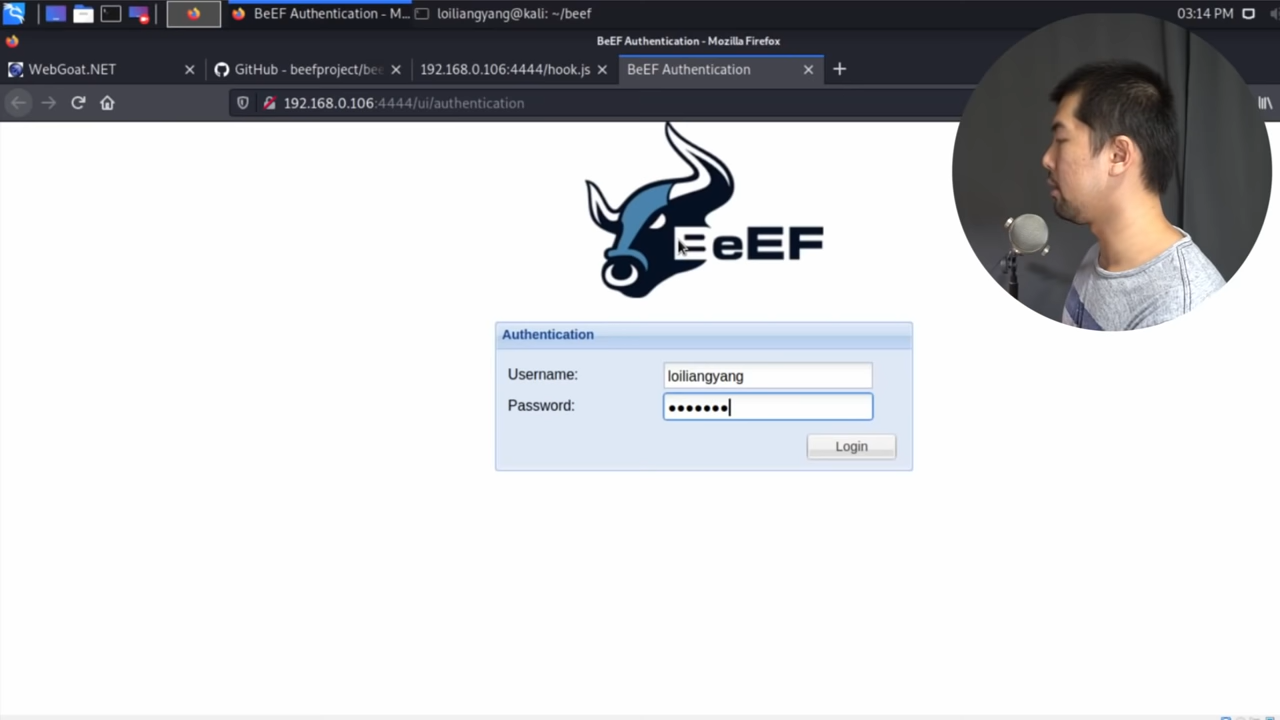 BeEF Authentication - M...
loiliangyang@kali: ~/beef
03:14 PM
BeEF Authentication - Mozilla Firefox
WebGoat.NET
GitHub - beefproject/bee
192.168.0.106:4444/hook.js
BeEF Authentication
192.168.0.106:4444/ui/authentication
BeEF
Authentication
Username:
loiliangyang
Password:
•••••••
Login